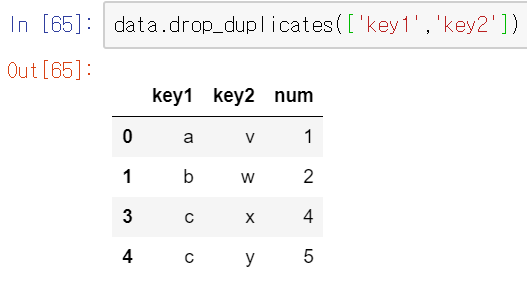 In [65]: data.drop_duplicates(['key1','key2'])
Out[65]:
key1 key2 num
0 a v 1
1 b w 2
3 c x 4
4 c y 5